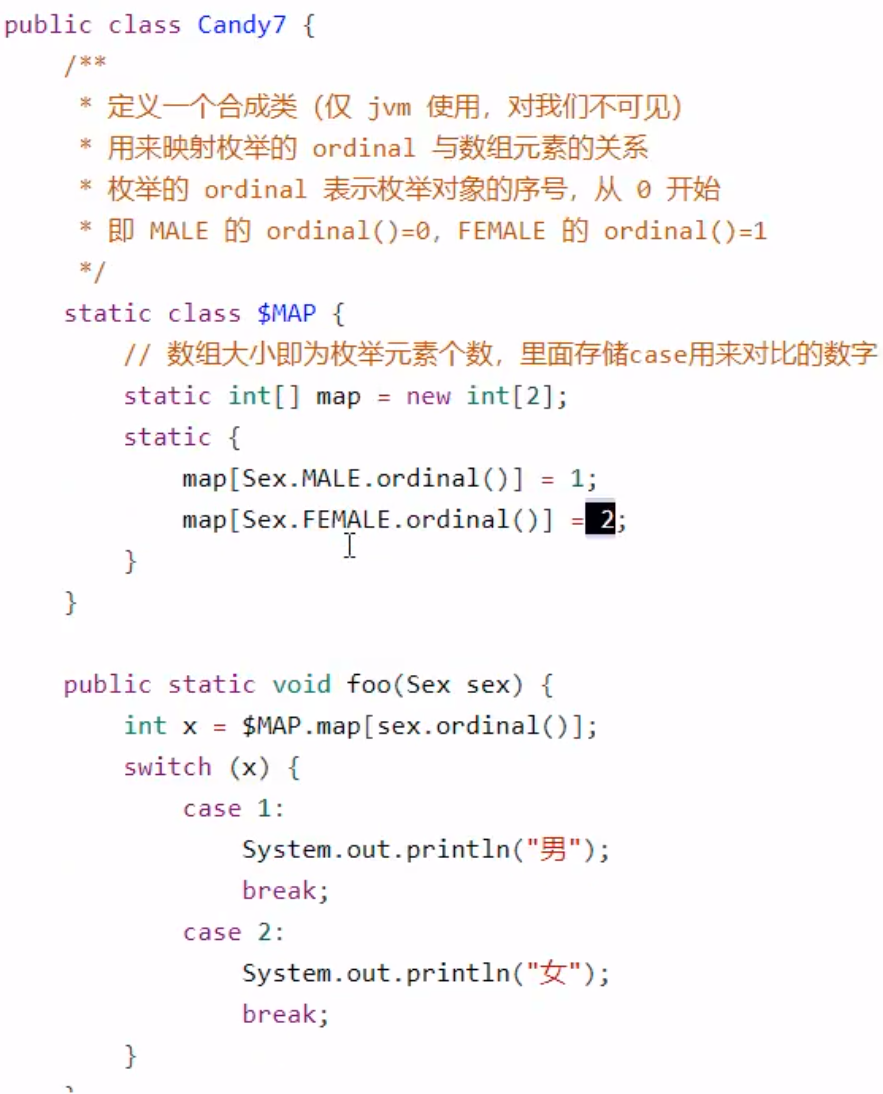 public class Candy7 {
    /**
     * 定义一个合成类（仅 jvm 使用，对我们不可见）
     * 用来映射枚举的 ordinal 与数组元素的关系
     * 枚举的 ordinal 表示枚举对象的序号，从 0 开始
     * 即 MALE 的 ordinal()=0，FEMALE 的 ordinal()=1
     */
    static class $MAP {
        // 数组大小即为枚举元素个数，里面存储case用来对比的数字
        static int[] map = new int[2];
        static {
            map[Sex.MALE.ordinal()] = 1;
            map[Sex.FEMALE.ordinal()] = 2;
        }
    }

    public static void foo(Sex sex) {
        int x = $MAP.map[sex.ordinal()];
        switch (x) {
            case 1:
                System.out.println("男");
                break;
            case 2:
                System.out.println("女");
                break;
        }